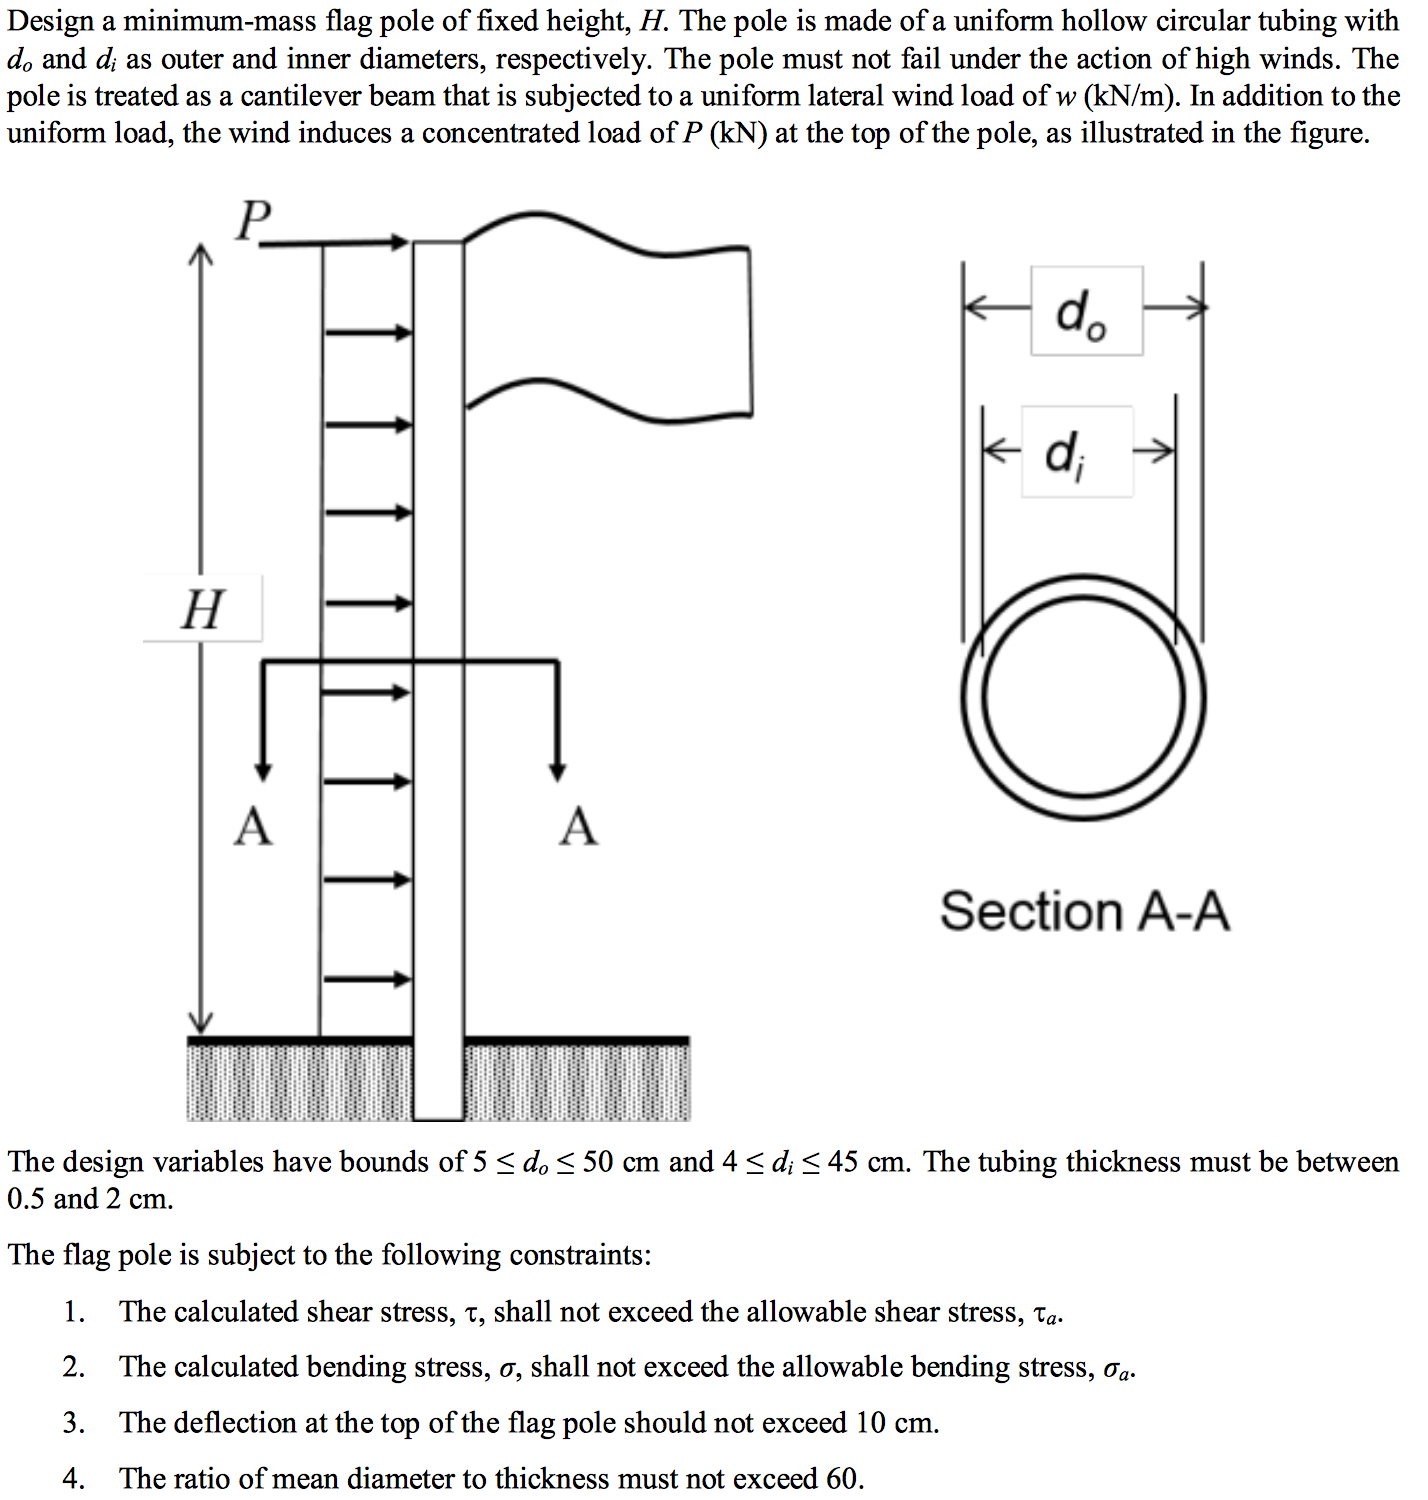 Design a minimum-mass flag pole of fixed height, H. The pole is made of a uniform hollow circular tubing with
dₒ and dᵢ as outer and inner diameters, respectively. The pole must not fail under the action of high winds. The
pole is treated as a cantilever beam that is subjected to a uniform lateral wind load of w (kN/m). In addition to the
uniform load, the wind induces a concentrated load of P (kN) at the top of the pole, as illustrated in the figure.
P
dₒ
dᵢ
H
A
A
Section A-A
The design variables have bounds of 5 ≤ dₒ ≤ 50 cm and 4 ≤ dᵢ ≤ 45 cm. The tubing thickness must be between
0.5 and 2 cm.
The flag pole is subject to the following constraints:
1. The calculated shear stress, τ, shall not exceed the allowable shear stress, τₐ.
2. The calculated bending stress, σ, shall not exceed the allowable bending stress, σₐ.
3. The deflection at the top of the flag pole should not exceed 10 cm.
4. The ratio of mean diameter to thickness must not exceed 60.